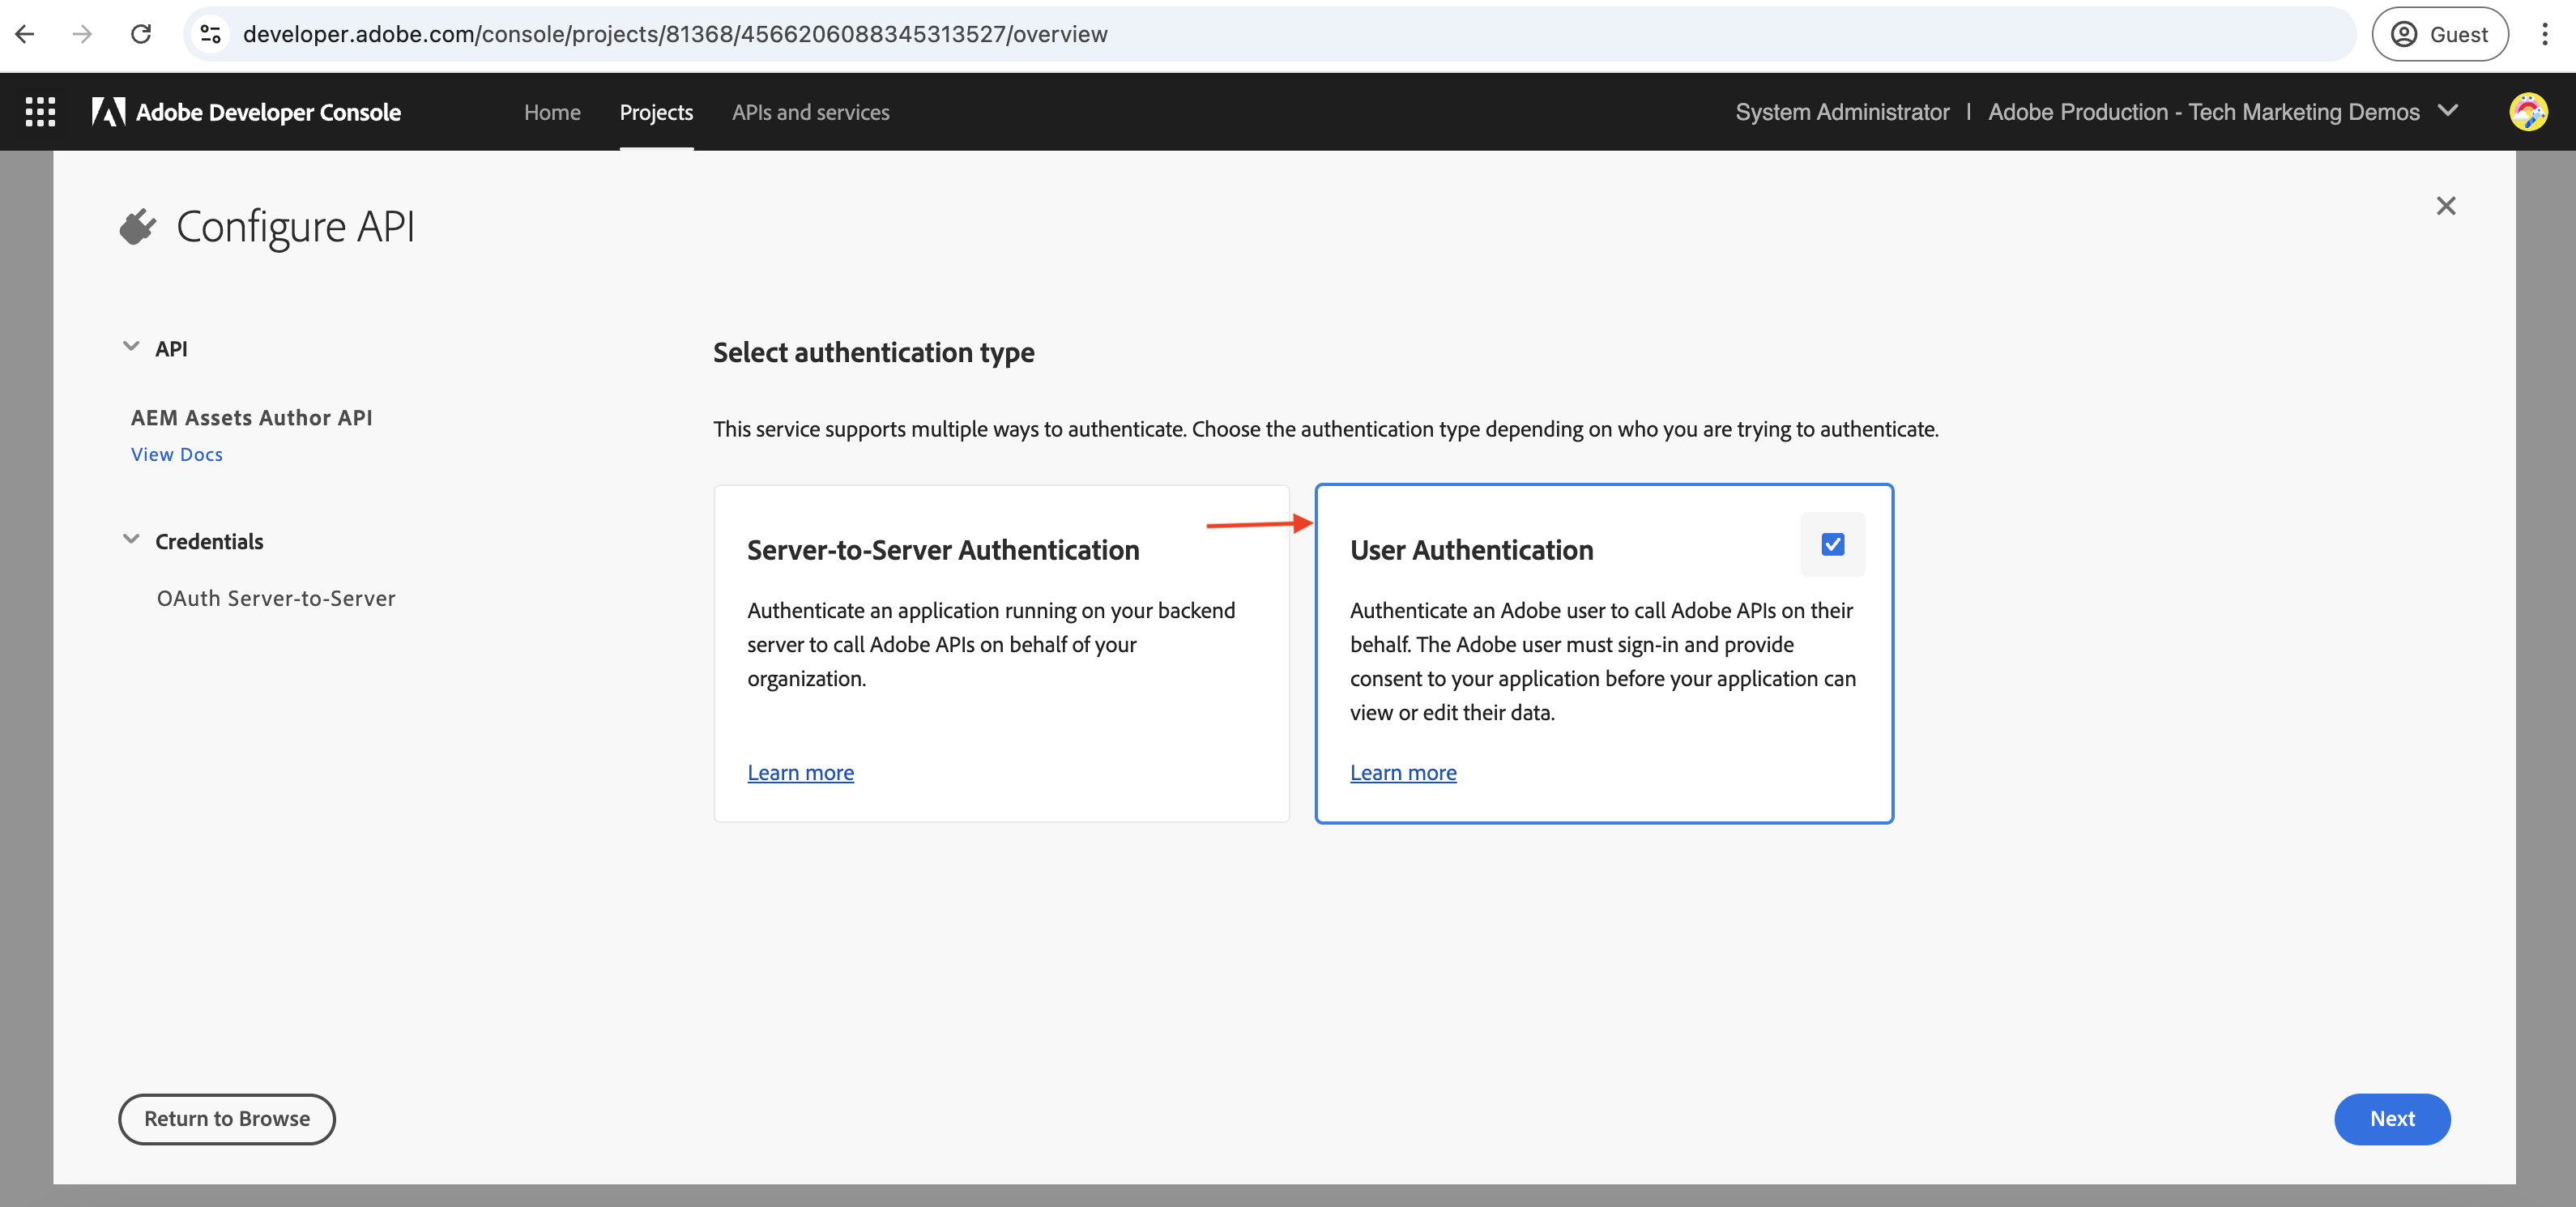 developer.adobe.com/console/projects/81368/4566206088345313527/overview
Guest
Adobe Developer Console
Home
Projects
APIs and services
System Administrator | Adobe Production - Tech Marketing Demos
Configure API
API
AEM Assets Author API
View Docs
Credentials
OAuth Server-to-Server
Select authentication type
This service supports multiple ways to authenticate. Choose the authentication type depending on who you are trying to authenticate.
Server-to-Server Authentication
Authenticate an application running on your backend
server to call Adobe APIs on behalf of your
organization.
Learn more
User Authentication
Authenticate an Adobe user to call Adobe APIs on their
behalf. The Adobe user must sign-in and provide
consent to your application before your application can
view or edit their data.
Learn more
Return to Browse
Next